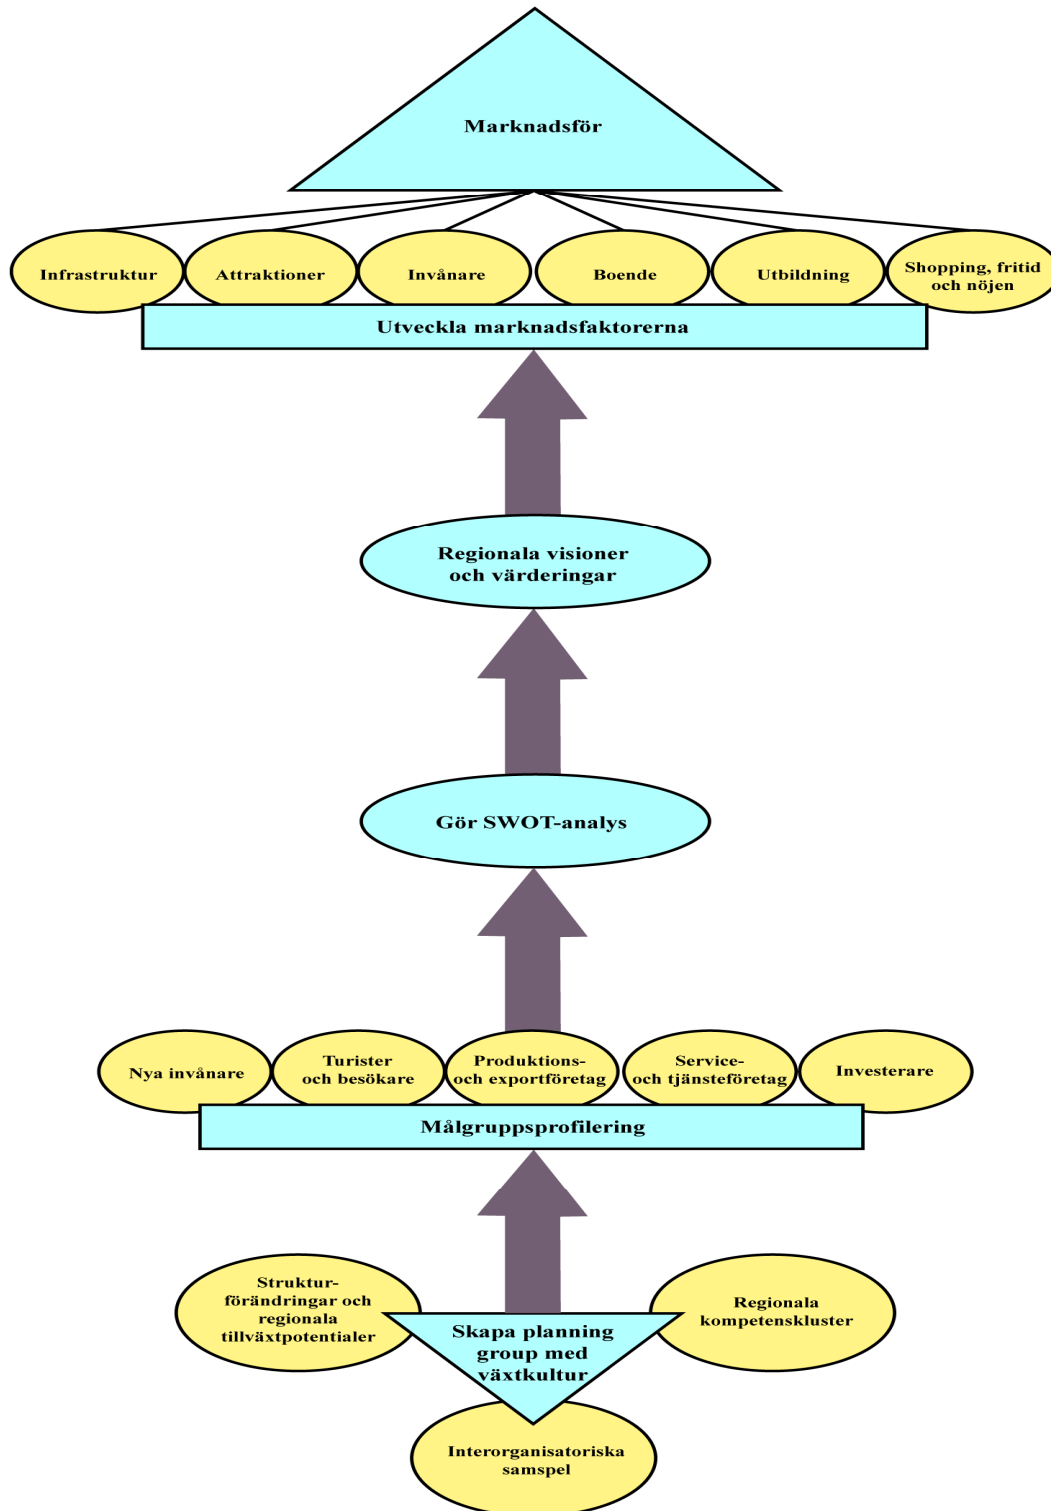 Marknadsför
Infrastruktur
Attraktioner
Invånare
Boende
Utbildning
Shopping, fritid
och nöjen
Utveckla marknadsfaktorerna
Regionala visioner
och värderingar
Gör SWOT-analys
Nya invånare
Turister
och besökare
Produktions-
och exportföretag
Service-
och tjänsteföretag
Investerare
Målgruppsprofilering
Struktur-
förändringar och
regionala
tillväxtpotentialer
Regionala
kompetenskluster
Skapa planning
group med
växtkultur
Interorganisatoriska
samspel